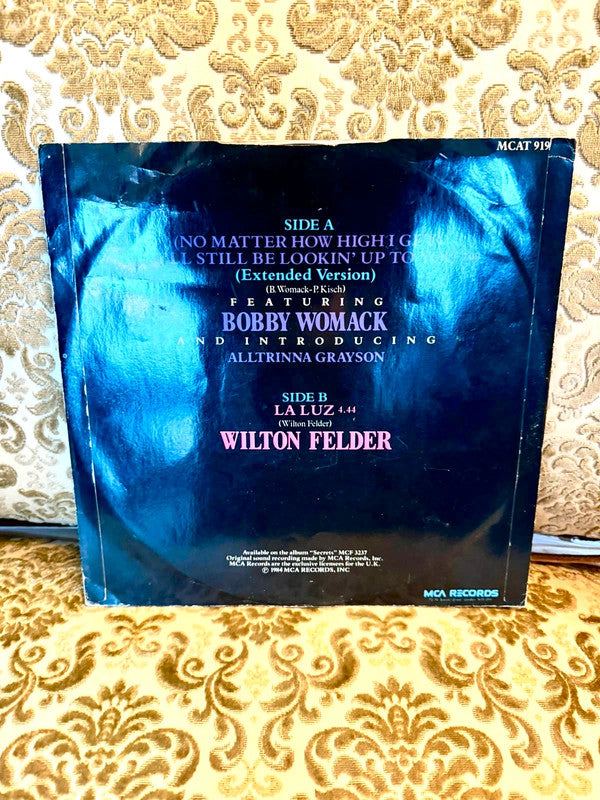 MCAT 919
SIDE A
(NO MATTER HOW HIGH I GE
L STILL BE LOOKIN' UP TO
(Extended Version)
(B. Womack-P. Kisch)
FEATURING
BOBBY WOMACK
AND INTRODUCING
ALLTRINNA GRAYSON
SIDE B
LA LUZ 4.44
(Wilton Felder)
WILTON FELDER
Available on the album "Secrets" MCF 3237
Original sound recording made by MCA Records, Inc.
MCA Records are the exclusive licensees for the U.K.
℗ 1984 MCA RECORDS, INC
MCA RECORDS